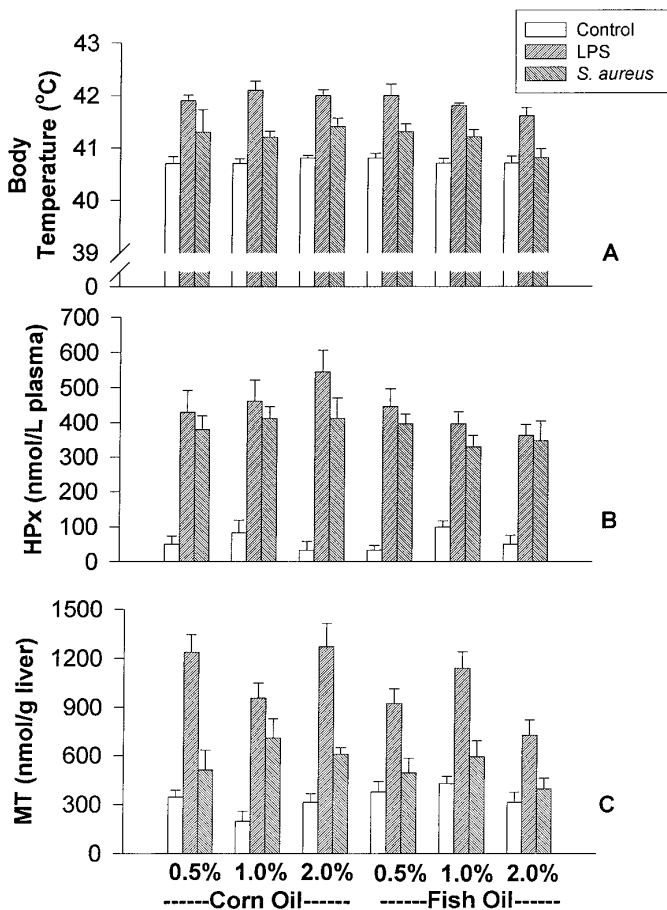 Control
LPS
S. aureus
43
42
41
40
39
0
Body
Temperature (°C)
A
700
600
500
400
300
200
100
0
HPx (nmol/L plasma)
B
1500
1200
900
600
300
0
MT (nmol/g liver)
C
0.5% 1.0% 2.0% 0.5% 1.0% 2.0%
------Corn Oil------ ------Fish Oil------